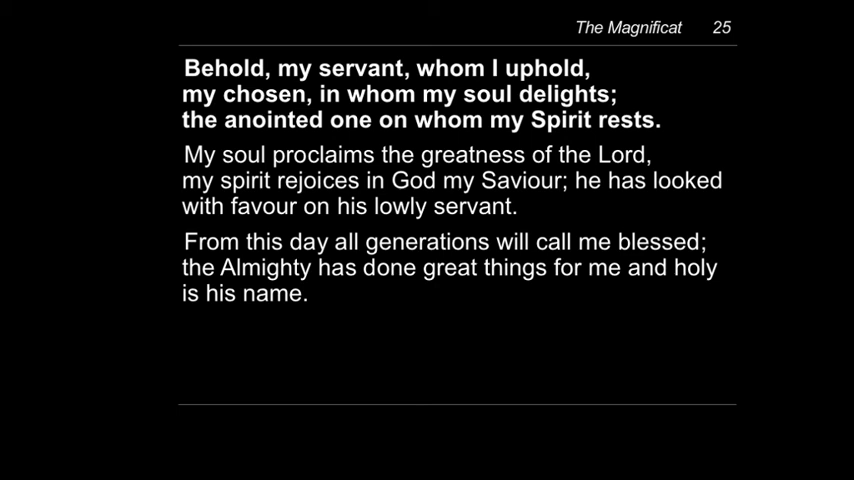 The Magnificat 25
Behold, my servant, whom I uphold,
my chosen, in whom my soul delights;
the anointed one on whom my Spirit rests.
My soul proclaims the greatness of the Lord,
my spirit rejoices in God my Saviour; he has looked
with favour on his lowly servant.
From this day all generations will call me blessed;
the Almighty has done great things for me and holy
is his name.